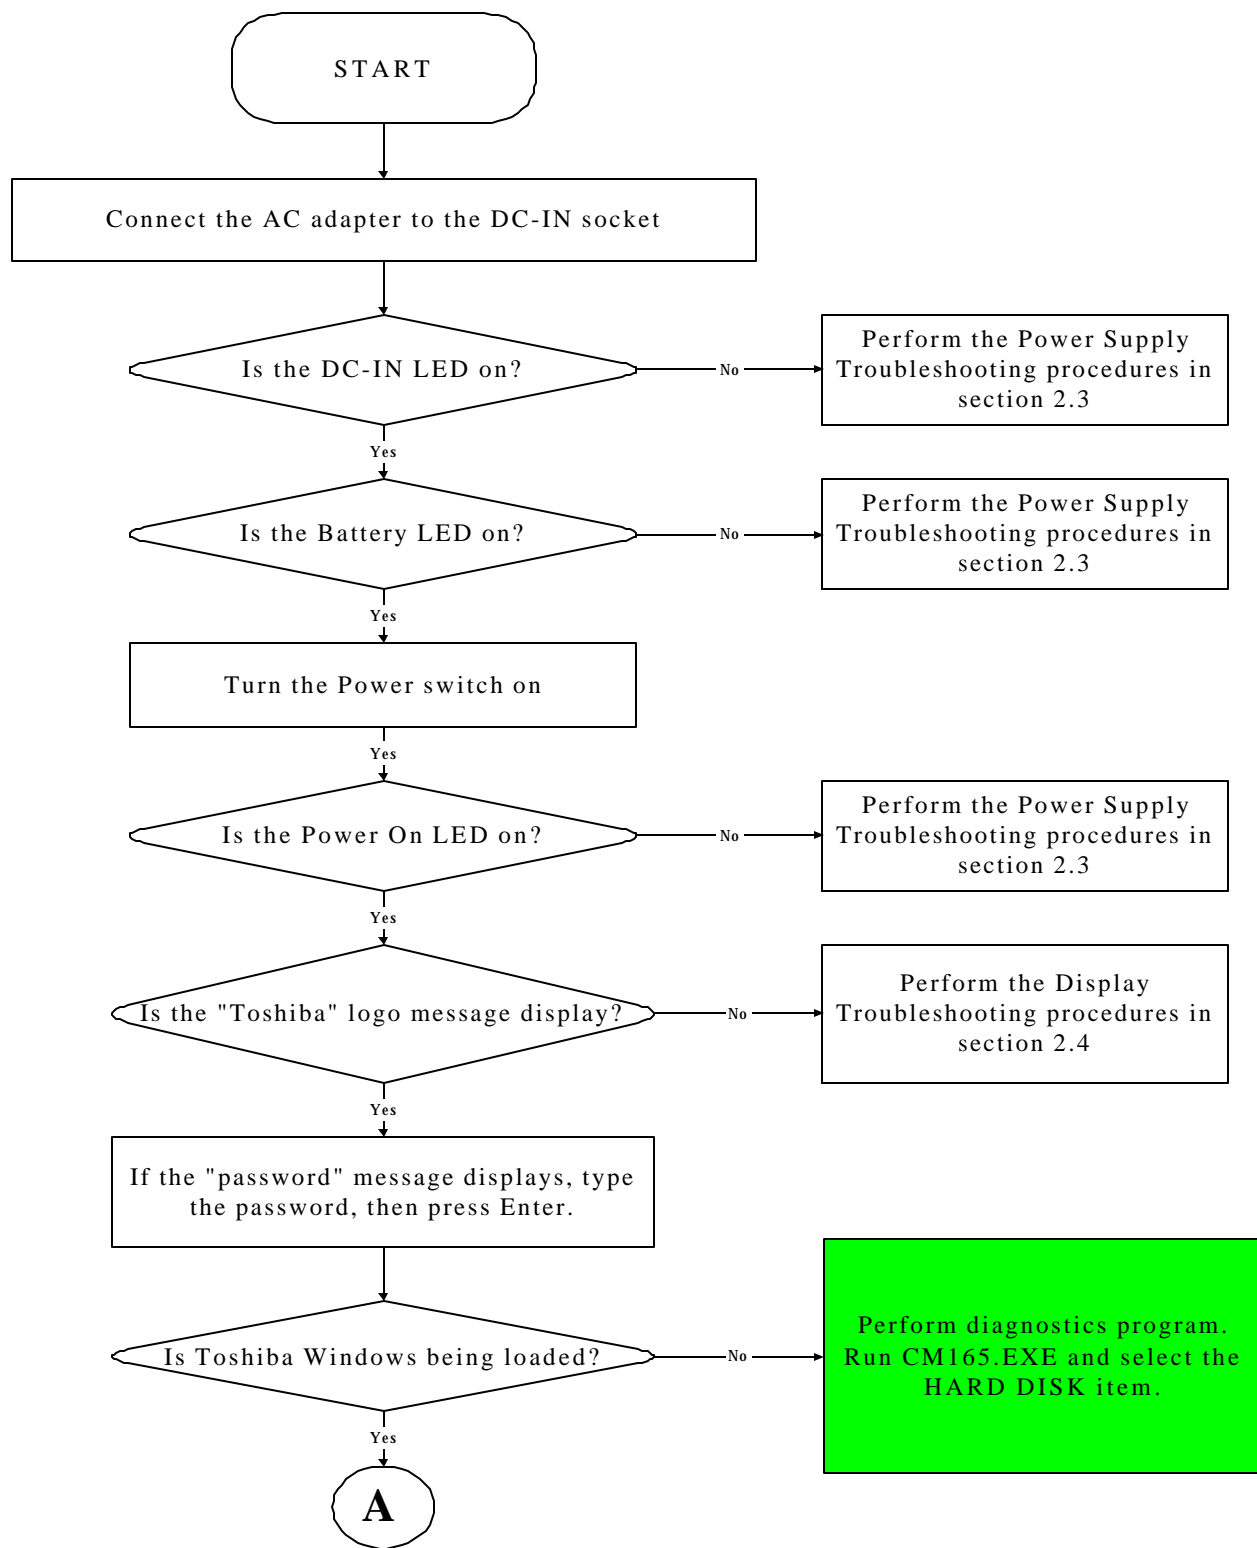 START
Connect the AC adapter to the DC-IN socket
Is the DC-IN LED on?
No
Perform the Power Supply
Troubleshooting procedures in
section 2.3
Yes
Is the Battery LED on?
No
Perform the Power Supply
Troubleshooting procedures in
section 2.3
Yes
Turn the Power switch on
Yes
Is the Power On LED on?
No
Perform the Power Supply
Troubleshooting procedures in
section 2.3
Yes
Is the "Toshiba" logo message display?
No
Perform the Display
Troubleshooting procedures in
section 2.4
Yes
If the "password" message displays, type
the password, then press Enter.
Is Toshiba Windows being loaded?
No
Perform diagnostics program.
Run CM165.EXE and select the
HARD DISK item.
Yes
A